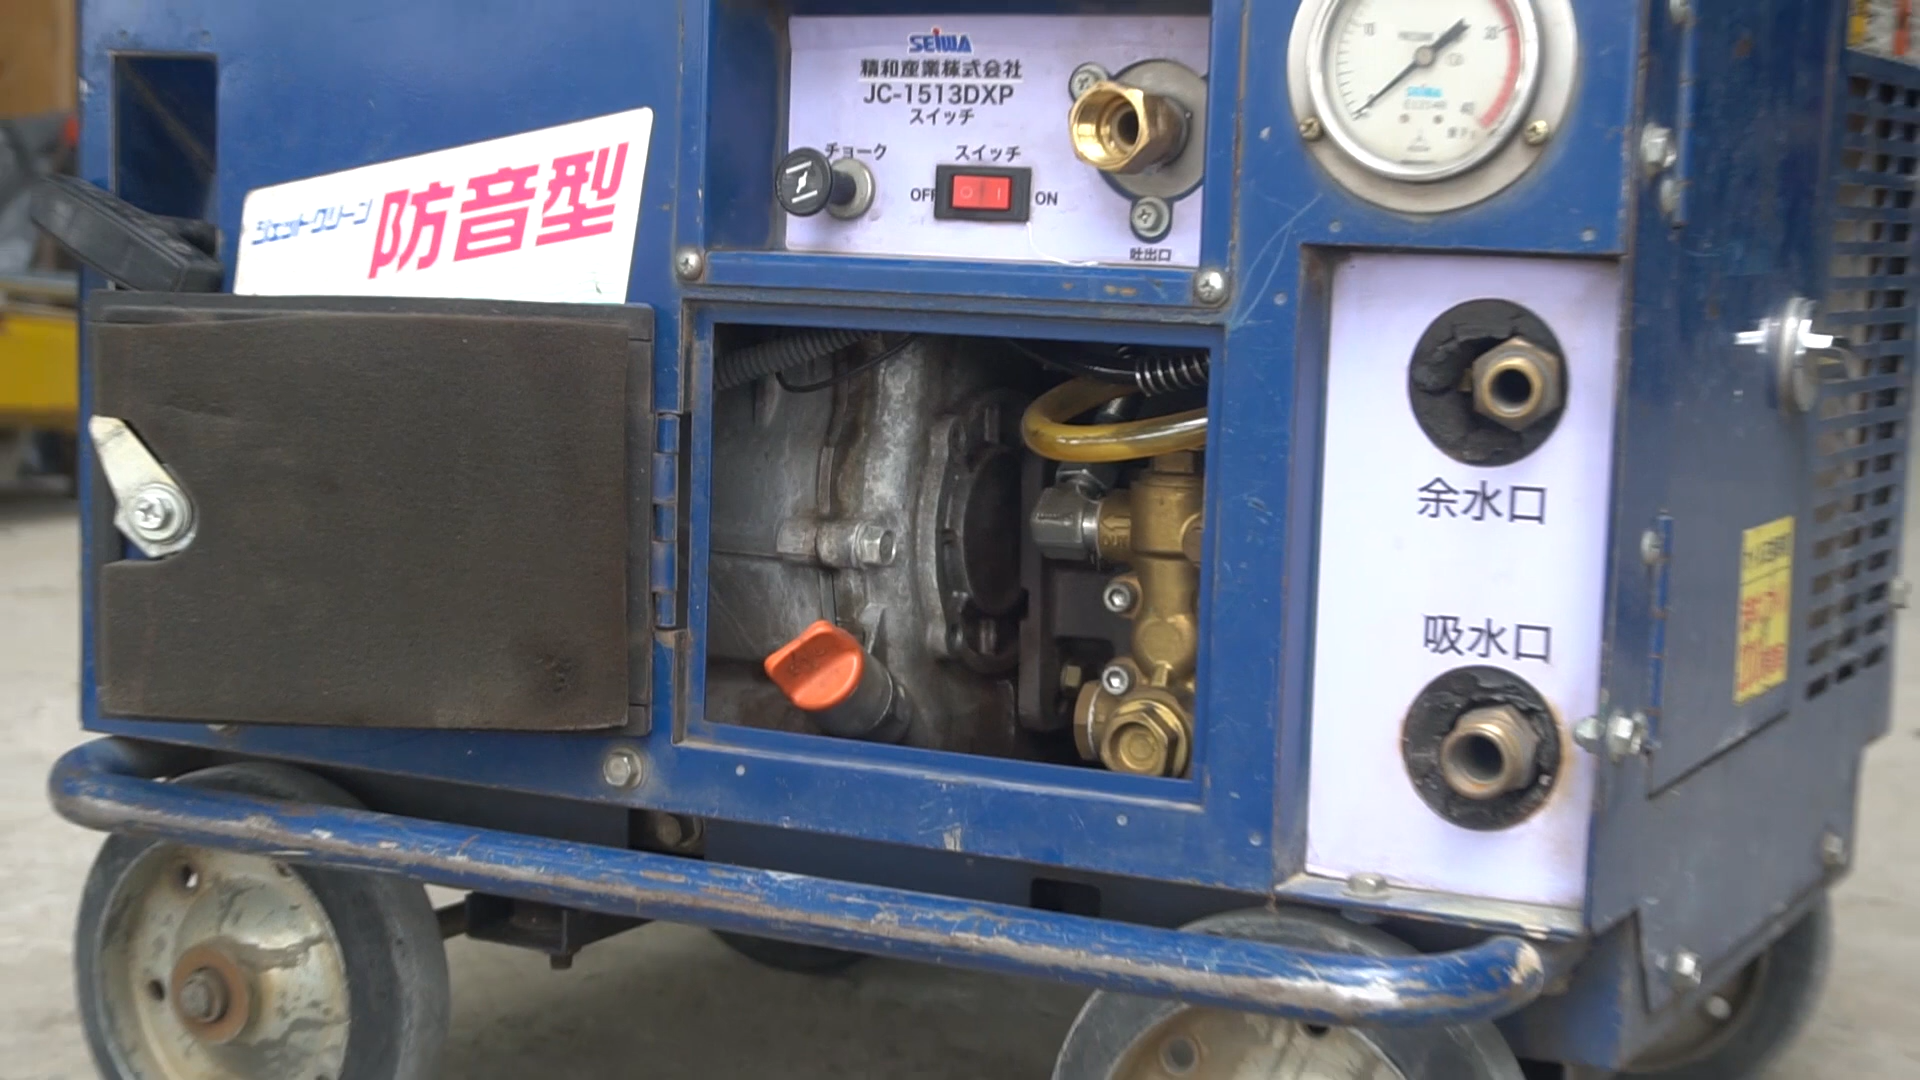 SEIWA
精和産業株式会社
JC-1513DXP
スイッチ
チョーク
スイッチ
OFF
ON
吐出口
ジェットクリーン
防音型
PRESSURE
SEIWA
余水口
吸水口